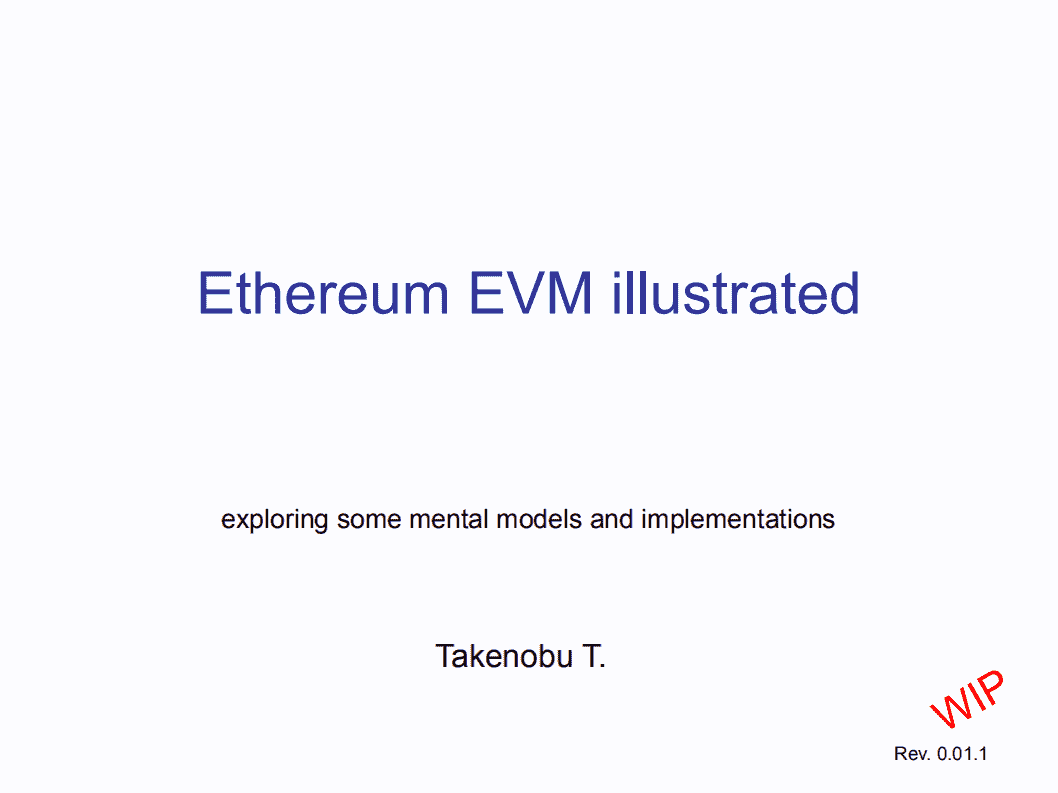 Ethereum EVM illustrated
exploring some mental models and implementations
Takenobu T.
WIP
Rev. 0.01.1